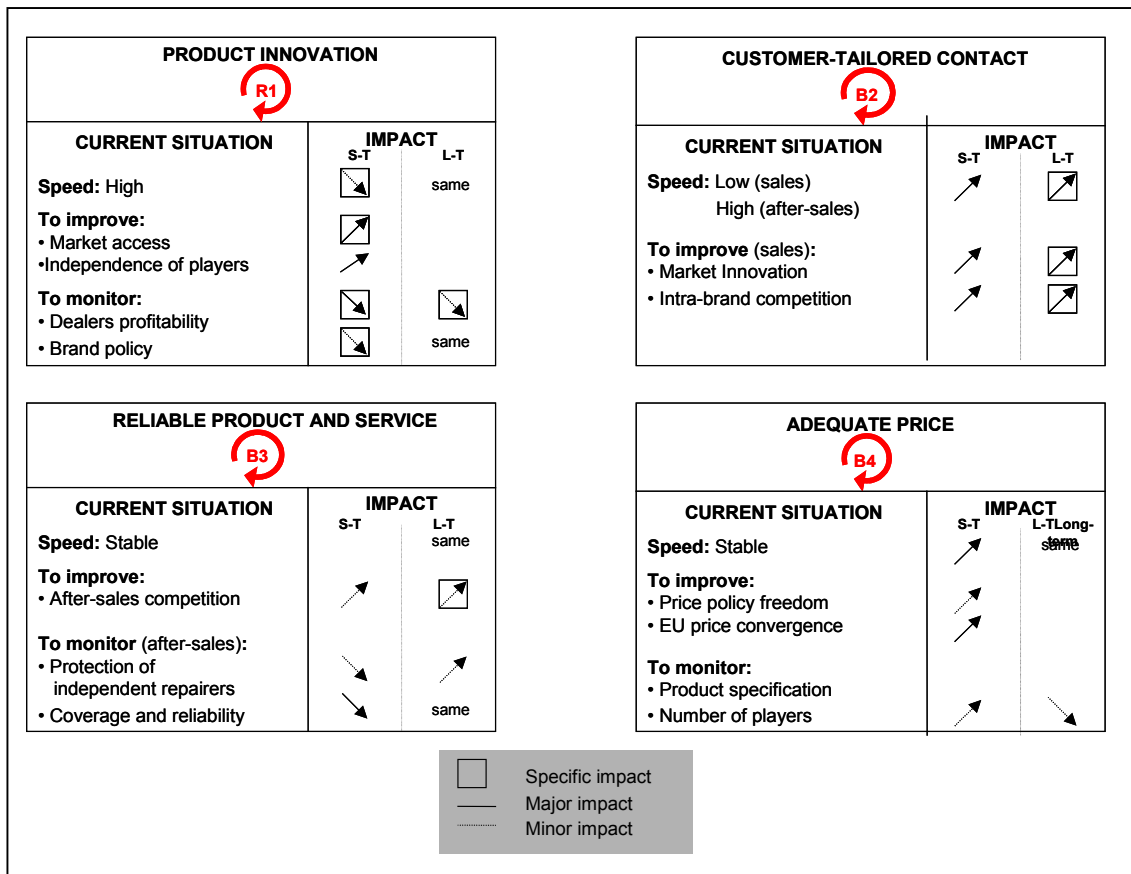 PRODUCT INNOVATION
R1
CURRENT SITUATION
IMPACT
S-T L-T
Speed: High
same
To improve:
• Market access
•Independence of players
To monitor:
• Dealers profitability
• Brand policy
same
CUSTOMER-TAILORED CONTACT
B2
CURRENT SITUATION
IMPACT
S-T L-T
Speed: Low (sales)
High (after-sales)
To improve (sales):
• Market Innovation
• Intra-brand competition
RELIABLE PRODUCT AND SERVICE
B3
CURRENT SITUATION
IMPACT
S-T L-T
Speed: Stable
same
To improve:
• After-sales competition
To monitor (after-sales):
• Protection of
independent repairers
• Coverage and reliability
same
ADEQUATE PRICE
B4
CURRENT SITUATION
IMPACT
S-T L-TLong-
term
Speed: Stable
same
To improve:
• Price policy freedom
• EU price convergence
To monitor:
• Product specification
• Number of players
Specific impact
Major impact
Minor impact